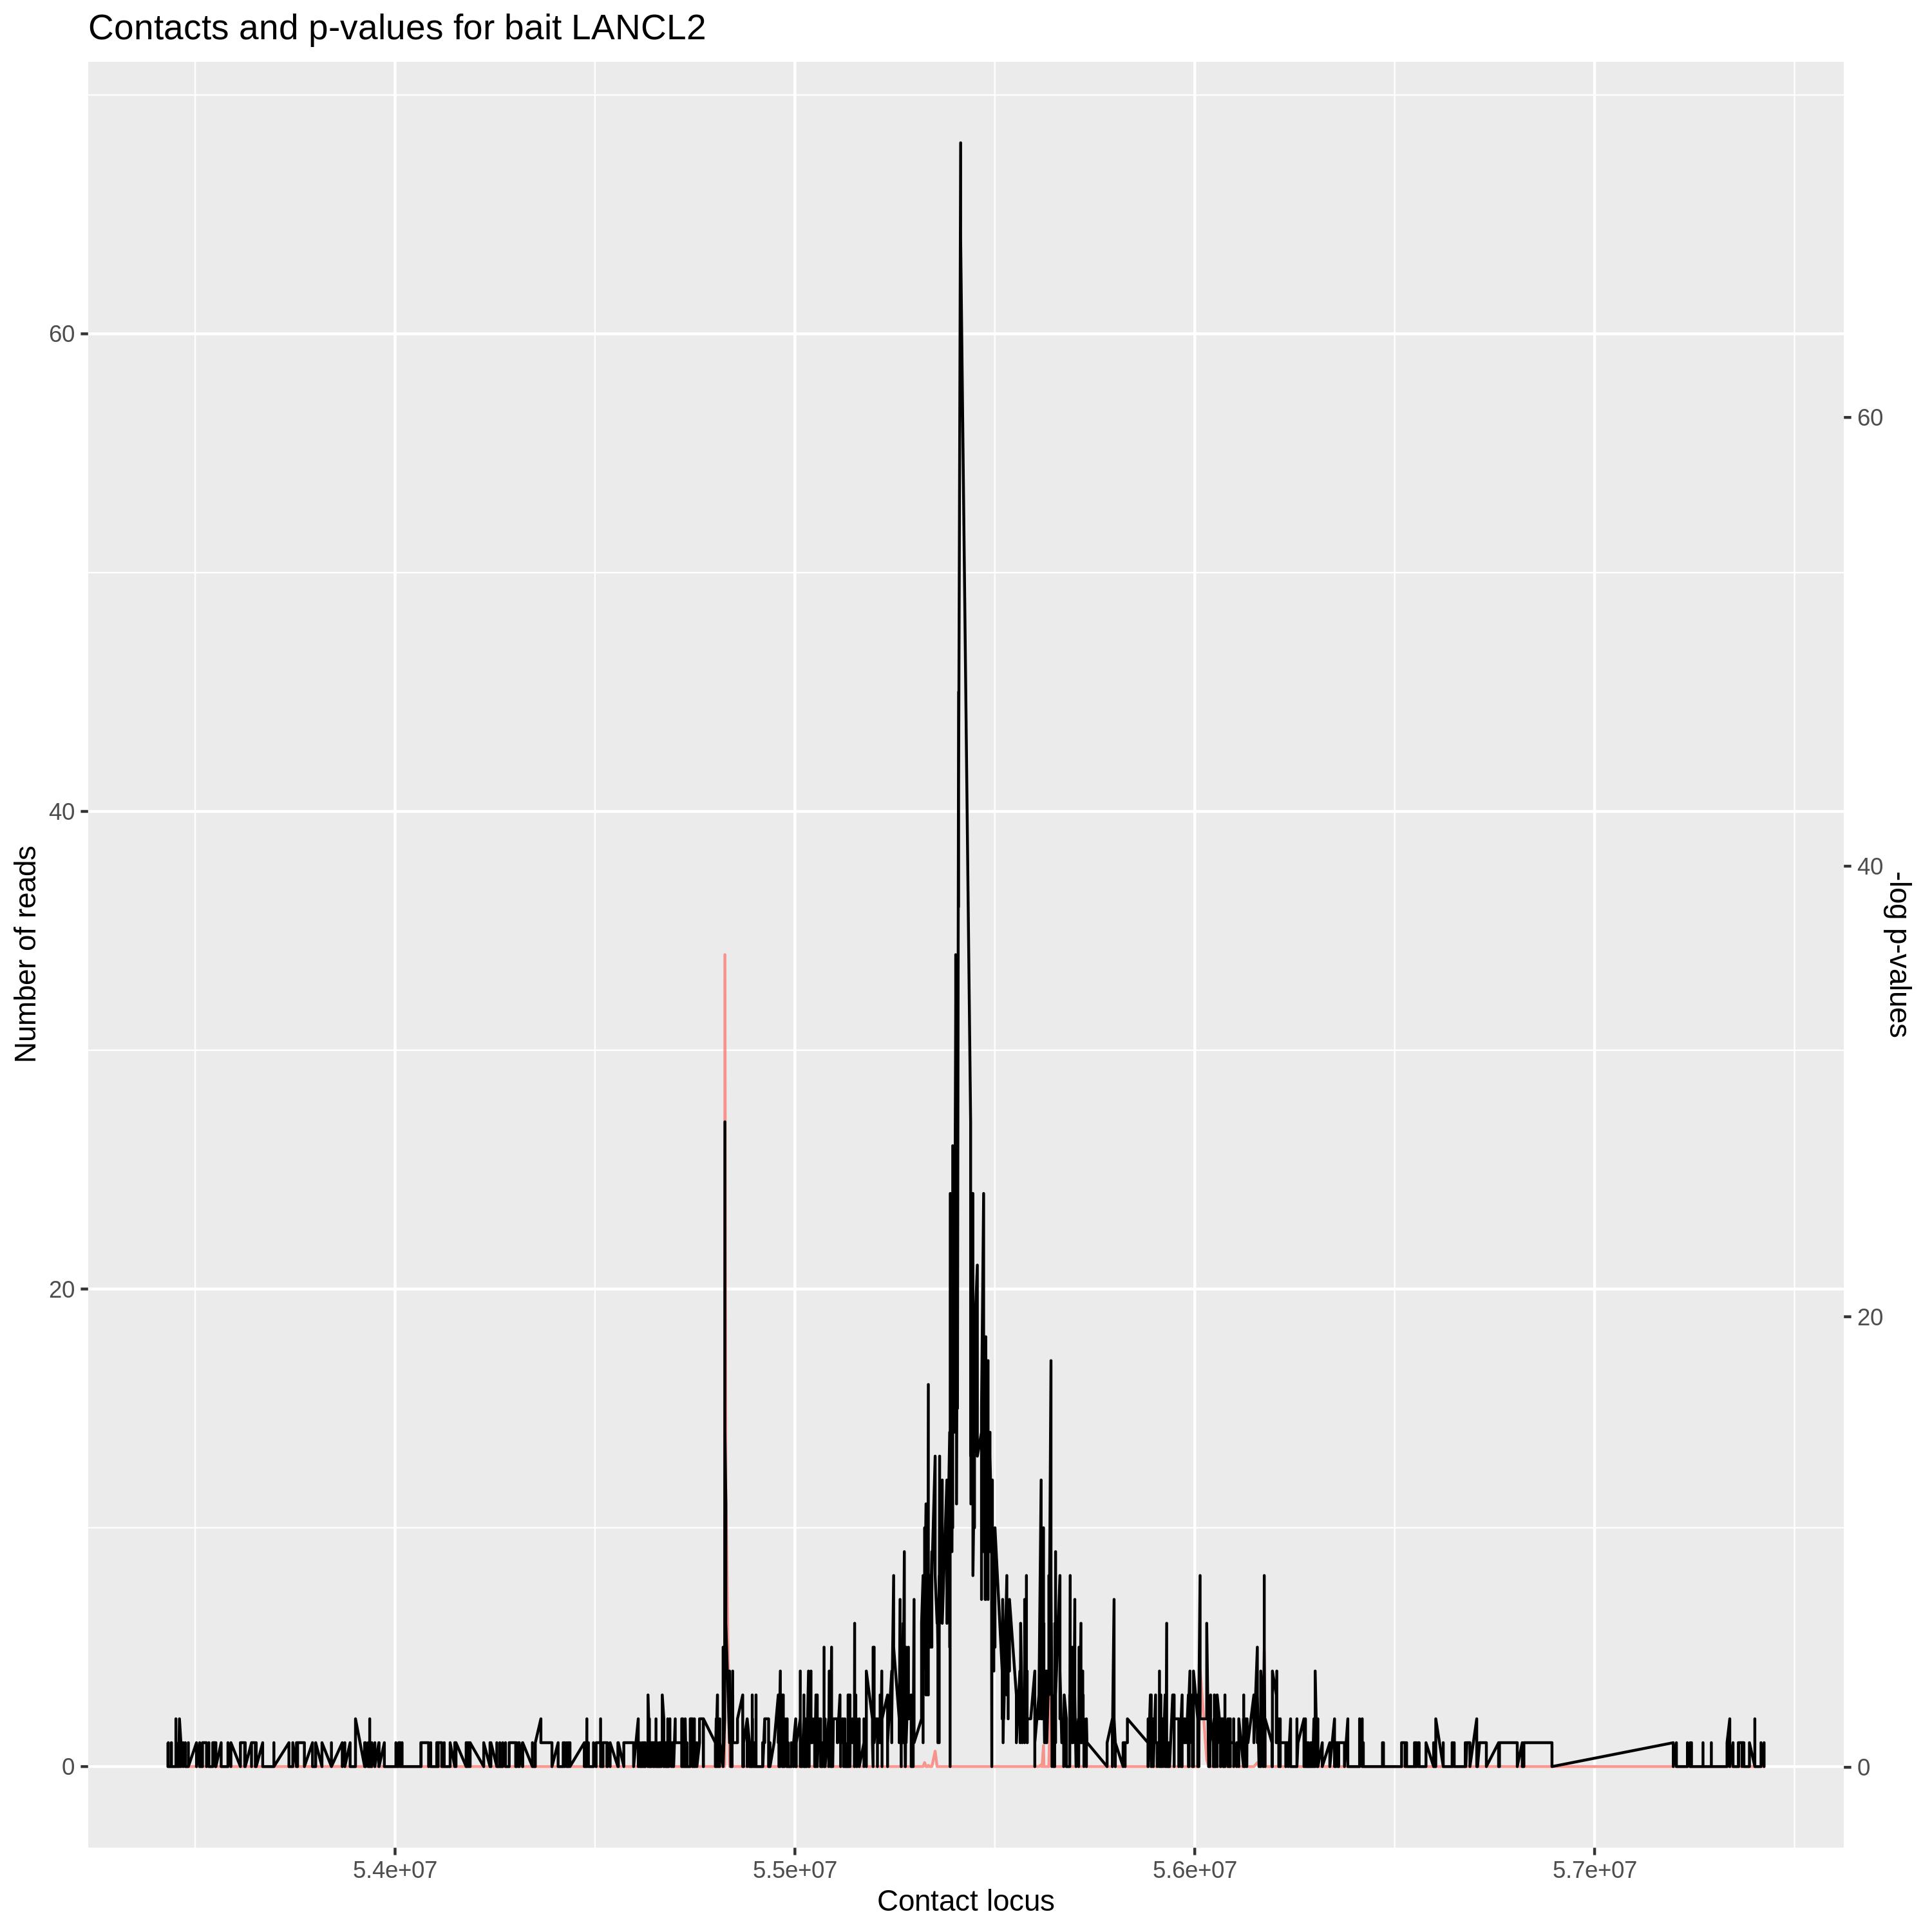 Contacts and p-values for bait LANCL2
60
40
20
0
Number of reads
60
40
20
0
-log p-values
5.4e+07
5.5e+07
5.6e+07
5.7e+07
Contact locus